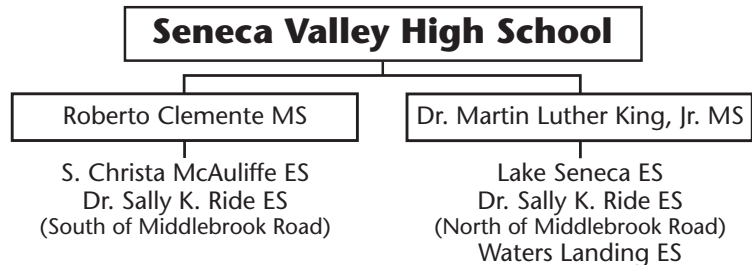 Seneca Valley High School
Roberto Clemente MS
S. Christa McAuliffe ES
Dr. Sally K. Ride ES
(South of Middlebrook Road)
Dr. Martin Luther King, Jr. MS
Lake Seneca ES
Dr. Sally K. Ride ES
(North of Middlebrook Road)
Waters Landing ES